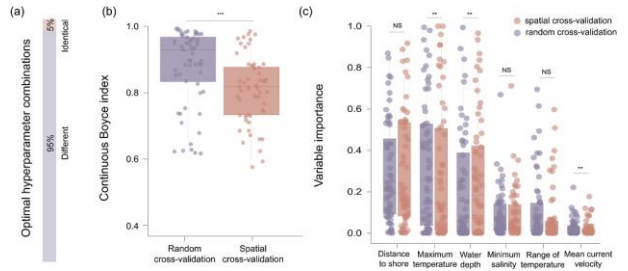 (a)
Optimal hyperparameter combinations
5%
Identical
95%
Different
(b)
Continuous Boyce index
1.0
0.8
0.6
0.4
***
Random
cross-validation
Spatial
cross-validation
(c)
spatial cross-validation
random cross-validation
Variable importance
1.0
0.8
0.6
0.4
0.2
0.0
NS
**
**
NS
NS
**
Distance
to shore
Maximum
temperature
Water
depth
Minimum
salinity
Range of
temperature
Mean current
velocity